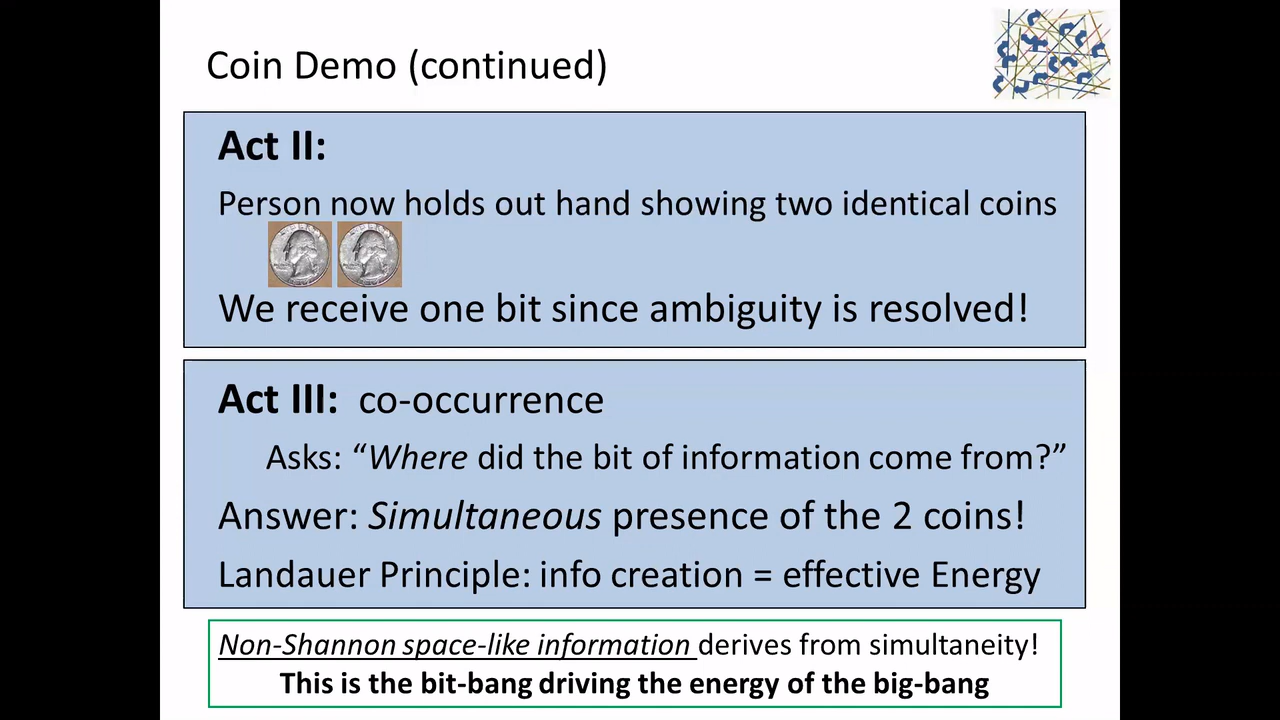 Coin Demo (continued)
Act II:
Person now holds out hand showing two identical coins
We receive one bit since ambiguity is resolved!
Act III: co-occurrence
Asks: “Where did the bit of information come from?”
Answer: Simultaneous presence of the 2 coins!
Landauer Principle: info creation = effective Energy
Non-Shannon space-like information derives from simultaneity!
This is the bit-bang driving the energy of the big-bang